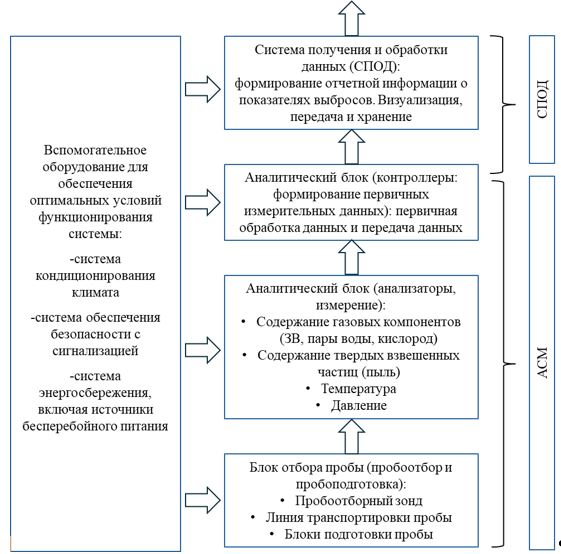 Вспомогательное
оборудование для
обеспечения
оптимальных условий
функционирования
системы:
-система
кондиционирования
климата
-система обеспечения
безопасности с
сигнализацией
-система
энергосбережения,
включая источники
бесперебойного питания
Система получения и обработки
данных (СПОД):
формирование отчетной информации о
показателях выбросов. Визуализация,
передача и хранение
Аналитический блок (контроллеры:
формирование первичных
измерительных данных): первичная
обработка данных и передача данных
Аналитический блок (анализаторы,
измерение):
• Содержание газовых компонентов
(ЗВ, пары воды, кислород)
• Содержание твердых взвешенных
частиц (пыль)
• Температура
• Давление
Блок отбора пробы (пробоотбор и
пробоподготовка):
• Пробоотборный зонд
• Линия транспортировки пробы
• Блоки подготовки пробы
СПОД
АСМ